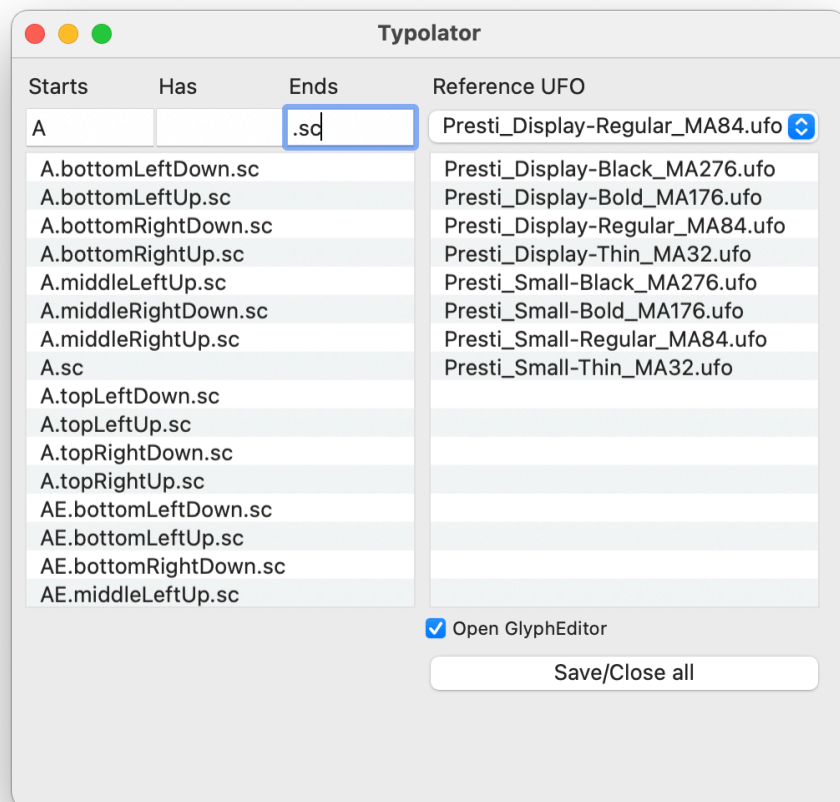 Typolator
Starts Has Ends Reference UFO
A .sc Presti_Display-Regular_MA84.ufo
A.bottomLeftDown.sc
A.bottomLeftUp.sc
A.bottomRightDown.sc
A.bottomRightUp.sc
A.middleLeftUp.sc
A.middleRightDown.sc
A.middleRightUp.sc
A.sc
A.topLeftDown.sc
A.topLeftUp.sc
A.topRightDown.sc
A.topRightUp.sc
AE.bottomLeftDown.sc
AE.bottomLeftUp.sc
AE.bottomRightDown.sc
AE.middleLeftUp.sc
Presti_Display-Black_MA276.ufo
Presti_Display-Bold_MA176.ufo
Presti_Display-Regular_MA84.ufo
Presti_Display-Thin_MA32.ufo
Presti_Small-Black_MA276.ufo
Presti_Small-Bold_MA176.ufo
Presti_Small-Regular_MA84.ufo
Presti_Small-Thin_MA32.ufo
Open GlyphEditor
Save/Close all